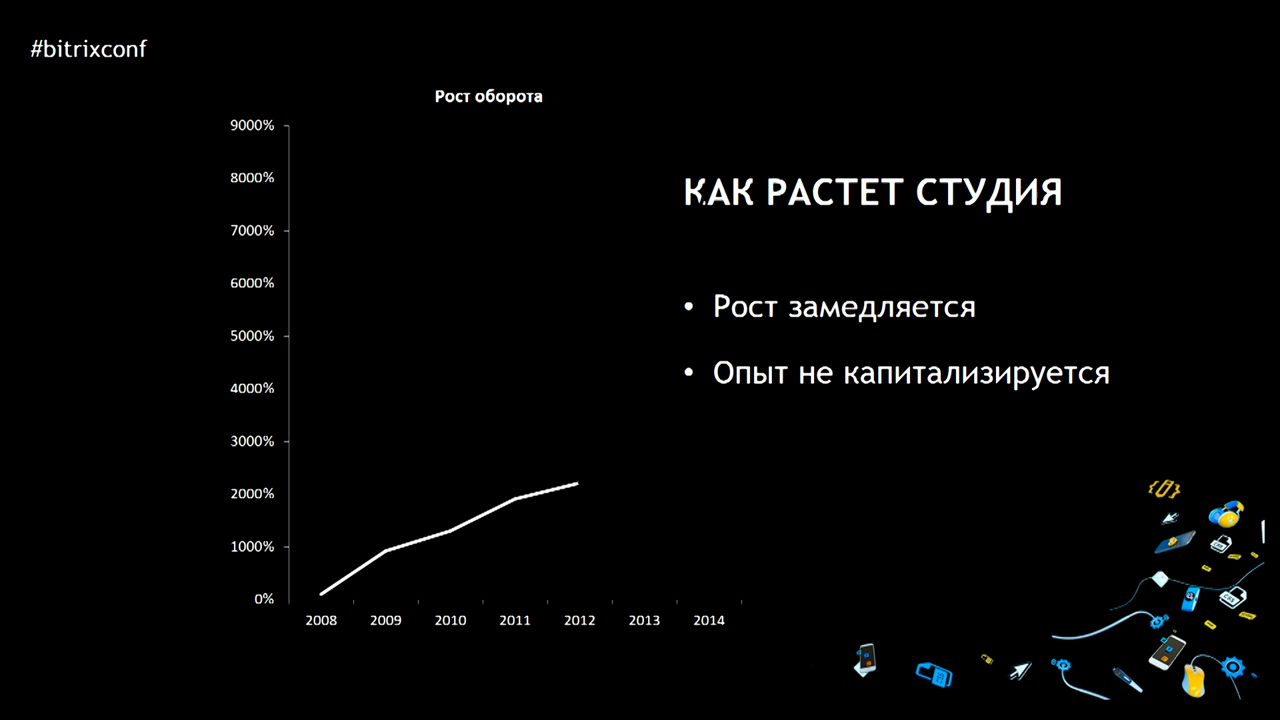 #bitrixconf
Рост оборота
9000%
8000%
7000%
6000%
5000%
4000%
3000%
2000%
1000%
0%
2008 2009 2010 2011 2012 2013 2014
КАК РАСТЕТ СТУДИЯ
• Рост замедляется
• Опыт не капитализируется